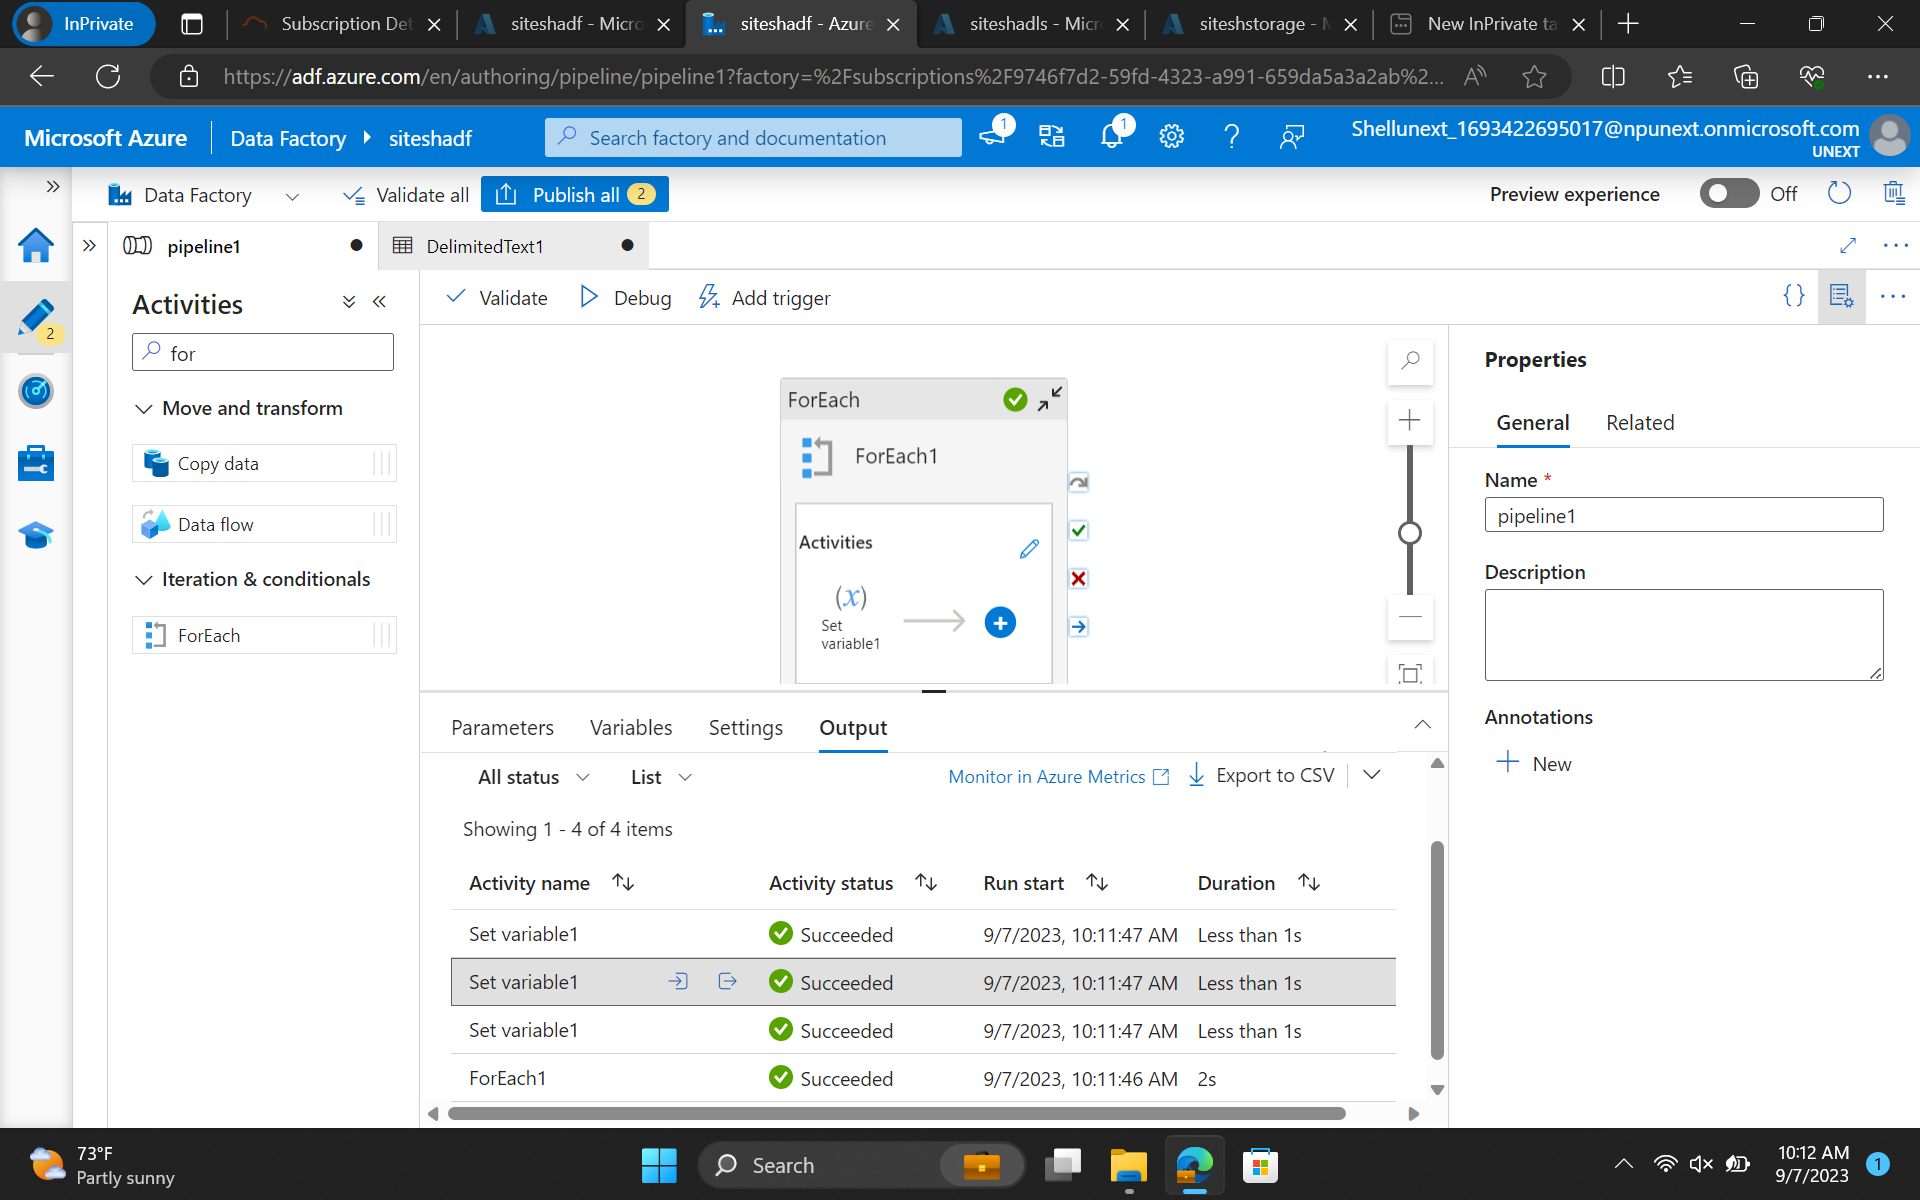 InPrivate
Subscription Det
siteshadf - Micro
siteshadf - Azure
siteshadls - Micr
siteshstorage - M
New InPrivate ta
https://adf.azure.com/en/authoring/pipeline/pipeline1?factory=%2Fsubscriptions%2F9746f7d2-59fd-4323-a991-659da5a3a2ab%2...
Microsoft Azure
Data Factory
siteshadf
Search factory and documentation
1
1
Shellunext_1693422695017@npunext.onmicrosoft.com
UNEXT
Data Factory
Validate all
Publish all 2
Preview experience
Off
pipeline1
DelimitedText1
2
Activities
for
Move and transform
Copy data
Data flow
Iteration & conditionals
ForEach
Validate
Debug
Add trigger
{}
ForEach
ForEach1
Activities
(x)
Set
variable1
Parameters
Variables
Settings
Output
All status
List
Monitor in Azure Metrics
Export to CSV
Showing 1 - 4 of 4 items
Activity name
Activity status
Run start
Duration
Set variable1 Succeeded 9/7/2023, 10:11:47 AM Less than 1s
Set variable1 Succeeded 9/7/2023, 10:11:47 AM Less than 1s
Set variable1 Succeeded 9/7/2023, 10:11:47 AM Less than 1s
ForEach1 Succeeded 9/7/2023, 10:11:46 AM 2s
Properties
General
Related
Name *
pipeline1
Description
Annotations
New
73°F
Partly sunny
Search
10:12 AM
9/7/2023
1